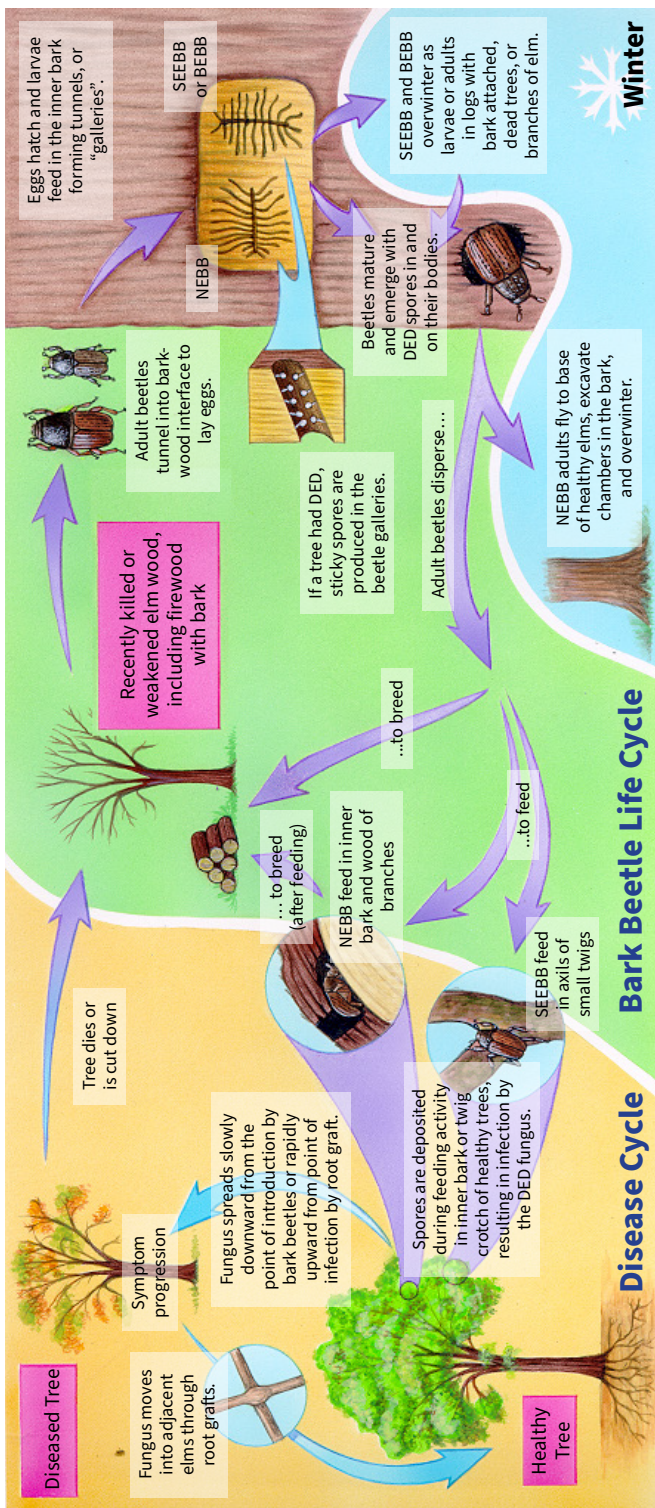 Diseased Tree
Fungus moves
into adjacent
elms through
root grafts.
Healthy
Tree
Symptom
progression
Fungus spreads slowly
downward from the
point of introduction by
bark beetles or rapidly
upward from point of
infection by root graft.
Spores are deposited
during feeding activity
in inner bark or twig
crotch of healthy trees,
resulting in infection by
the DED fungus.
Disease Cycle
Tree dies or
is cut down
… to breed
(after feeding)
NEBB feed in inner
bark and wood of
branches
SEEBB feed
in axils of
small twigs
...to feed
...to breed
Bark Beetle Life Cycle
Recently killed or
weakened elm wood,
including firewood
with bark
Adult beetles
tunnel into bark-
wood interface to
lay eggs.
If a tree had DED,
sticky spores are
produced in the
beetle galleries.
Adult beetles disperse…
NEBB adults fly to base
of healthy elms, excavate
chambers in the bark,
and overwinter.
Eggs hatch and larvae
feed in the inner bark
forming tunnels, or
“galleries”.
NEBB
SEEBB
or BEBB
Beetles mature
and emerge with
DED spores in and
on their bodies.
SEEBB and BEBB
overwinter as
larvae or adults
in logs with
bark attached,
dead trees, or
branches of elm.
Winter